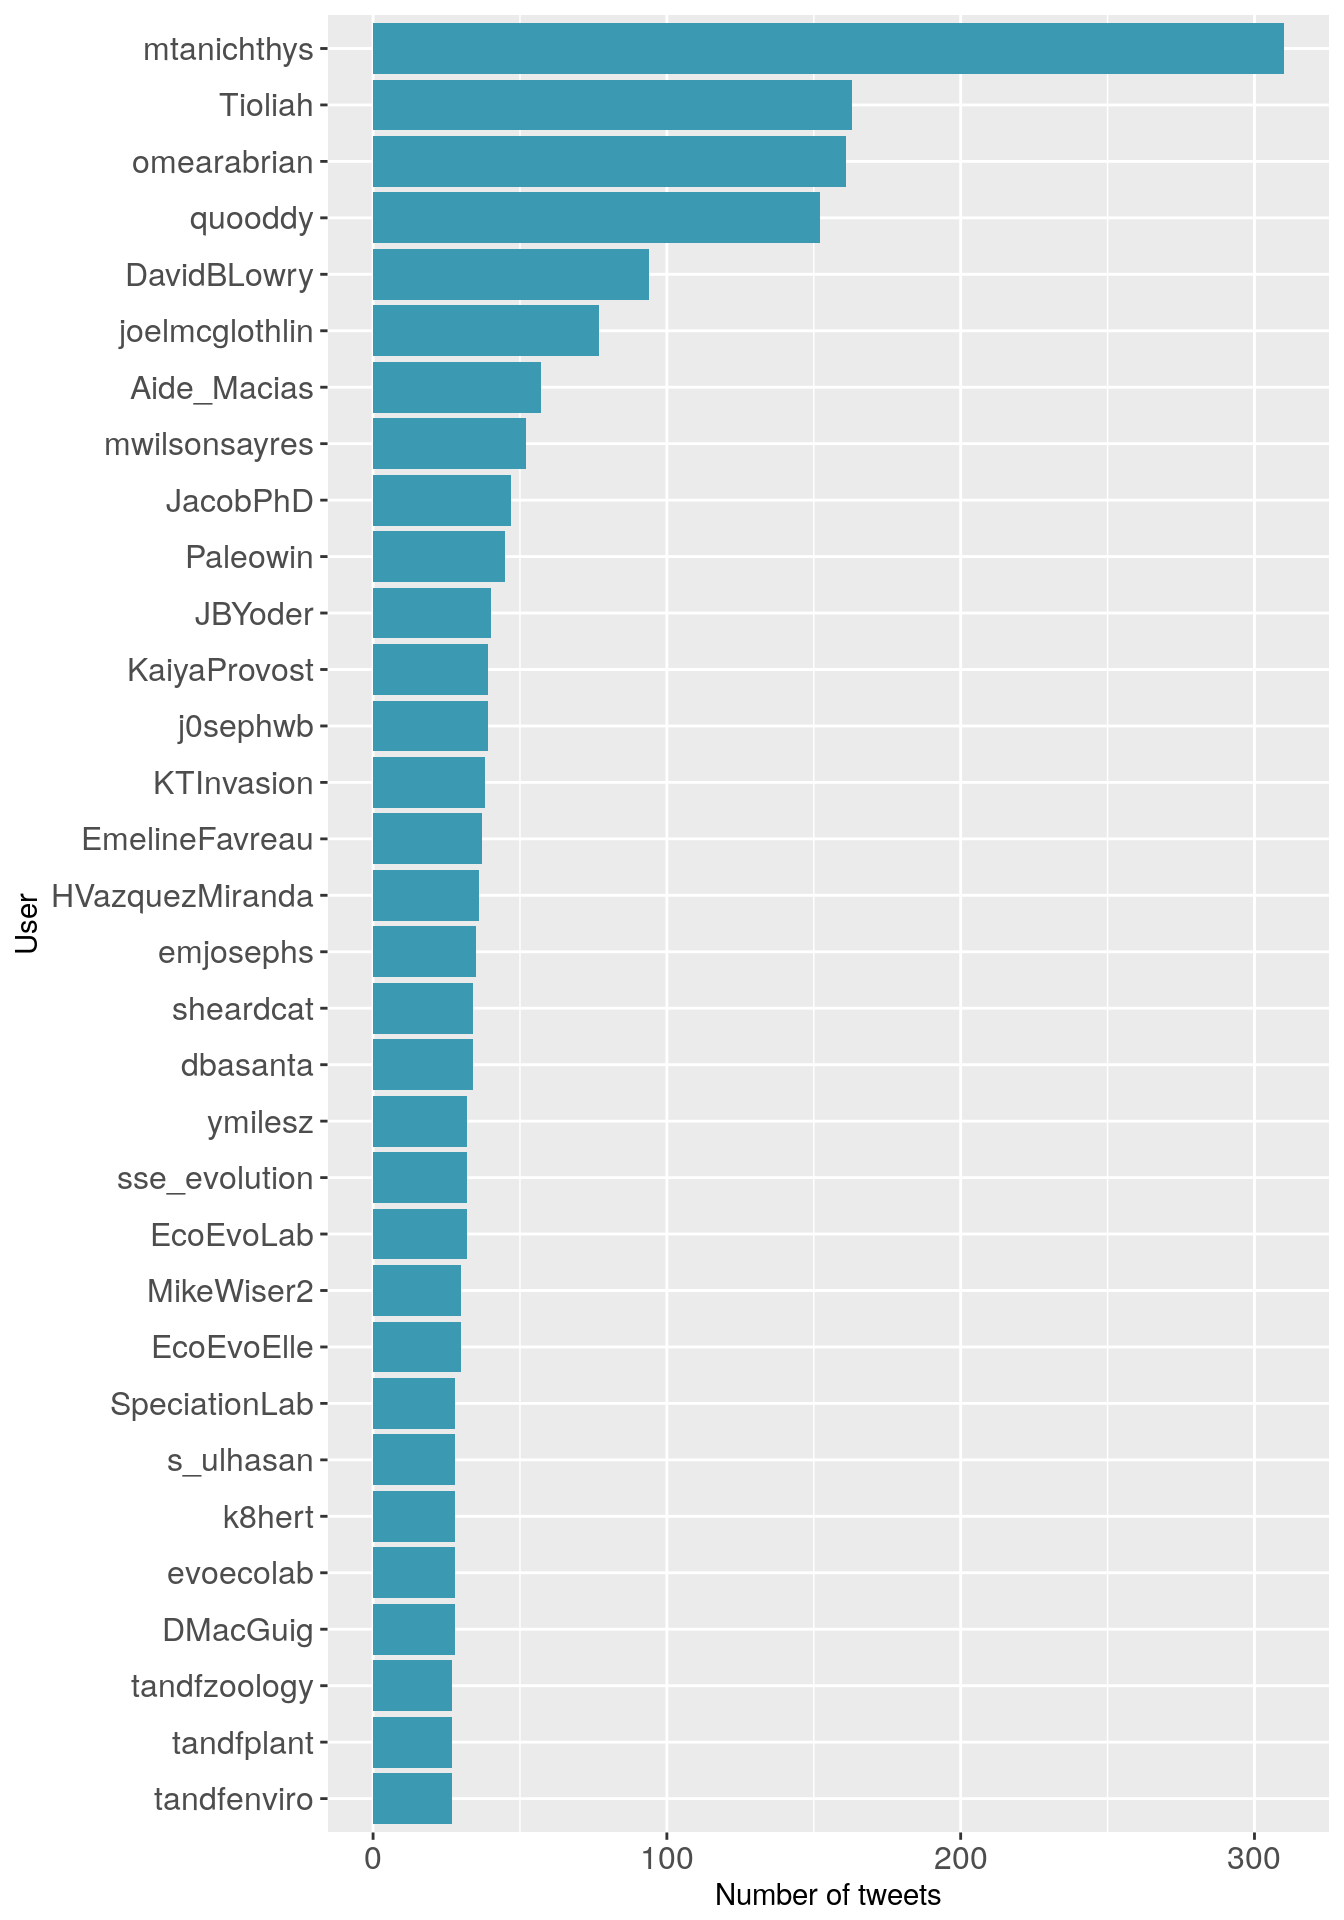 mtanichthys
Tioliah
omearabrian
quooddy
DavidBLowry
joelmcglothlin
Aide_Macias
mwilsonsayres
JacobPhD
Paleowin
JBYoder
KaiyaProvost
j0sephwb
KTInvasion
EmelineFavreau
HVazquezMiranda
emjosephs
sheardcat
dbasanta
ymilesz
sse_evolution
EcoEvoLab
MikeWiser2
EcoEvoElle
SpeciationLab
s_ulhasan
k8hert
evoecolab
DMacGuig
tandfzoology
tandfplant
tandfenviro
User
0 100 200 300
Number of tweets